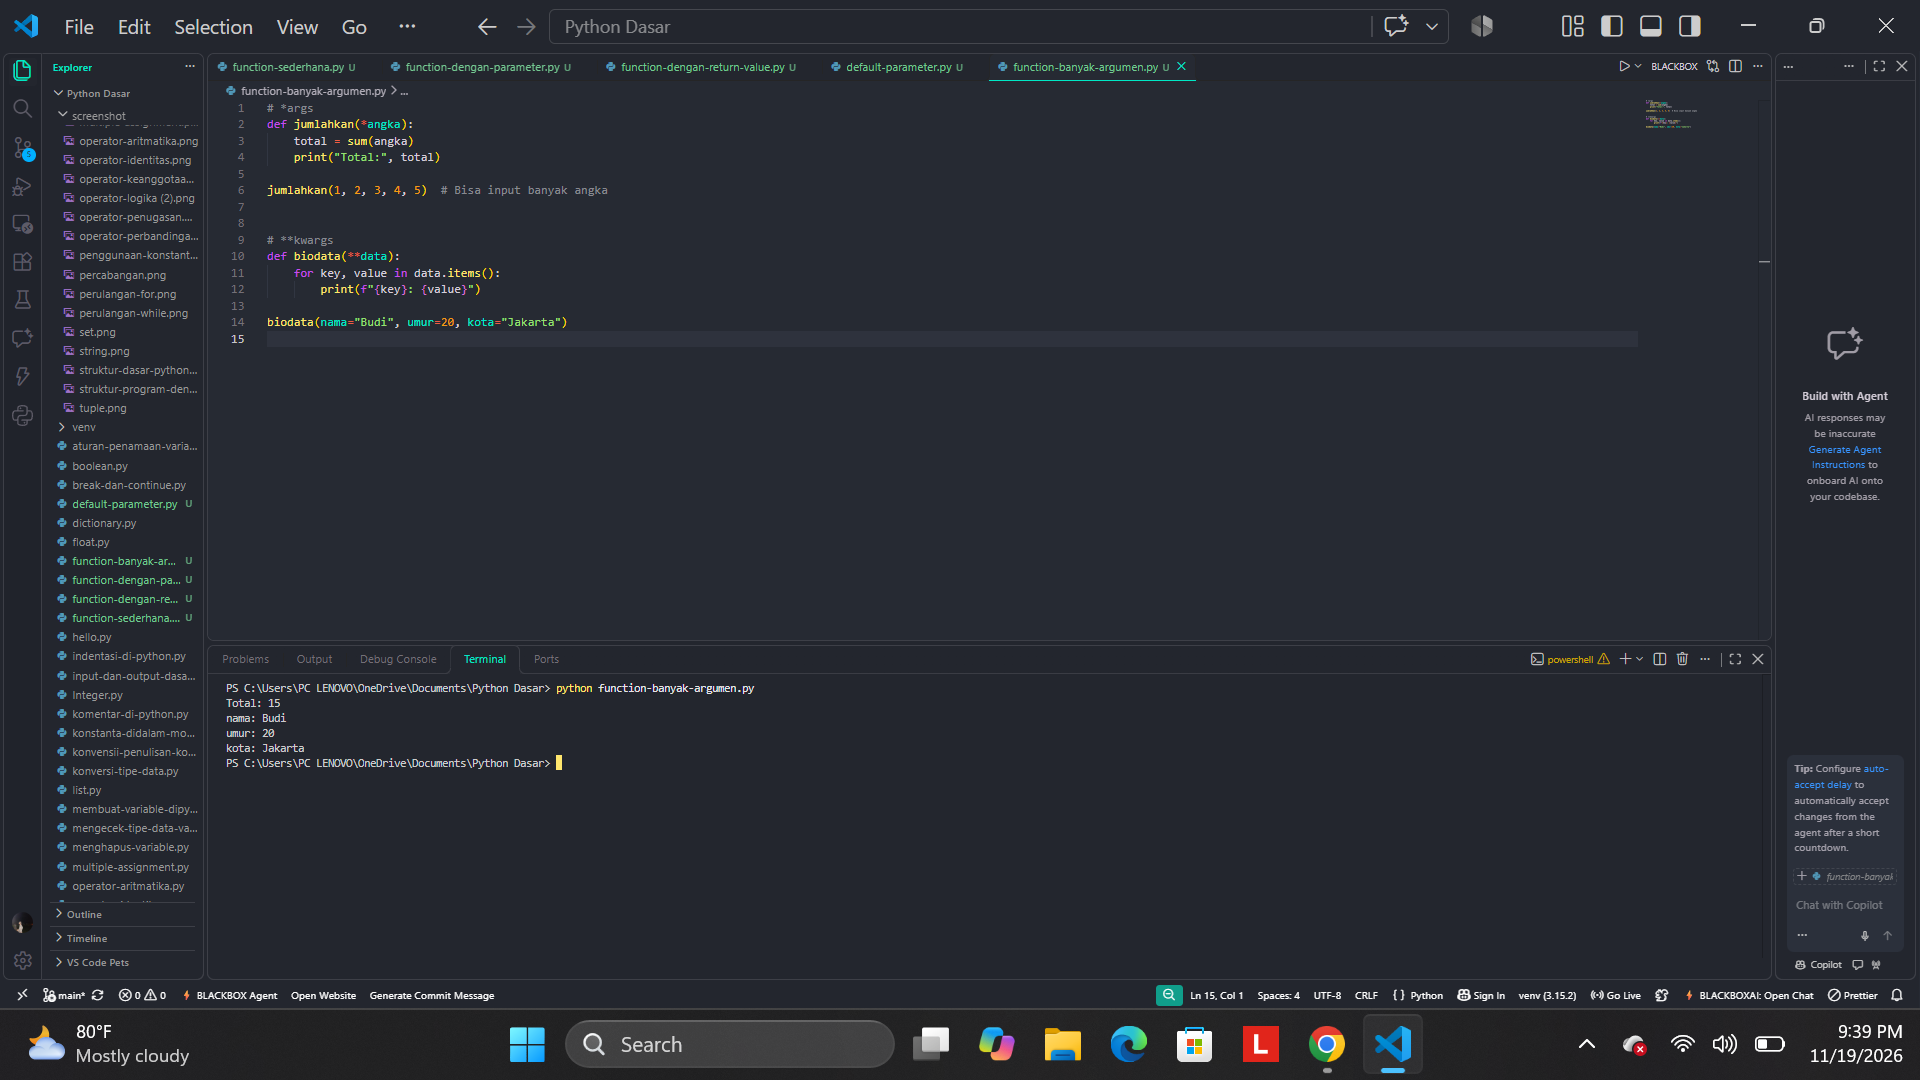 File Edit Selection View Go ···
Python Dasar
Explorer
Python Dasar
screenshot
operator-aritmatika.png
operator-identitas.png
operator-keanggotaa...
operator-logika (2).png
operator-penugasan....
operator-perbandinga...
penggunaan-konstant...
percabangan.png
perulangan-for.png
perulangan-while.png
set.png
string.png
struktur-dasar-python...
struktur-program-den...
tuple.png
venv
aturan-penamaan-varia...
boolean.py
break-dan-continue.py
default-parameter.py U
dictionary.py
float.py
function-banyak-ar... U
function-dengan-pa... U
function-dengan-re... U
function-sederhana.... U
hello.py
indentasi-di-python.py
input-dan-output-dasa...
Integer.py
komentar-di-python.py
konstanta-didalam-mo...
konvensii-penulisan-ko...
konversi-tipe-data.py
list.py
membuat-variable-dipy...
mengecek-tipe-data-va...
menghapus-variable.py
multiple-assignment.py
operator-aritmatika.py
Outline
Timeline
VS Code Pets
function-sederhana.py U function-dengan-parameter.py U function-dengan-return-value.py U default-parameter.py U function-banyak-argumen.py U
BLACKBOX
function-banyak-argumen.py > ...
1 # *args
2 def jumlahkan(*angka):
3 total = sum(angka)
4 print("Total:", total)
5
6 jumlahkan(1, 2, 3, 4, 5) # Bisa input banyak angka
7
8
9 # **kwargs
10 def biodata(**data):
11 for key, value in data.items():
12 print(f"{key}: {value}")
13
14 biodata(nama="Budi", umur=20, kota="Jakarta")
15
Problems Output Debug Console Terminal Ports
powershell
PS C:\Users\PC LENOVO\OneDrive\Documents\Python Dasar> python function-banyak-argumen.py
Total: 15
nama: Budi
umur: 20
kota: Jakarta
PS C:\Users\PC LENOVO\OneDrive\Documents\Python Dasar>
Build with Agent
AI responses may
be inaccurate
Generate Agent
Instructions to
onboard AI onto
your codebase.
Tip: Configure auto-
accept delay to
automatically accept
changes from the
agent after a short
countdown.
function-banyak
Chat with Copilot
Copilot
main* 0 0 BLACKBOX Agent Open Website Generate Commit Message
Ln 15, Col 1 Spaces: 4 UTF-8 CRLF { } Python Sign In venv (3.15.2) Go Live BLACKBOXAI: Open Chat Prettier
80°F
Mostly cloudy
Search
L
9:39 PM
11/19/2026